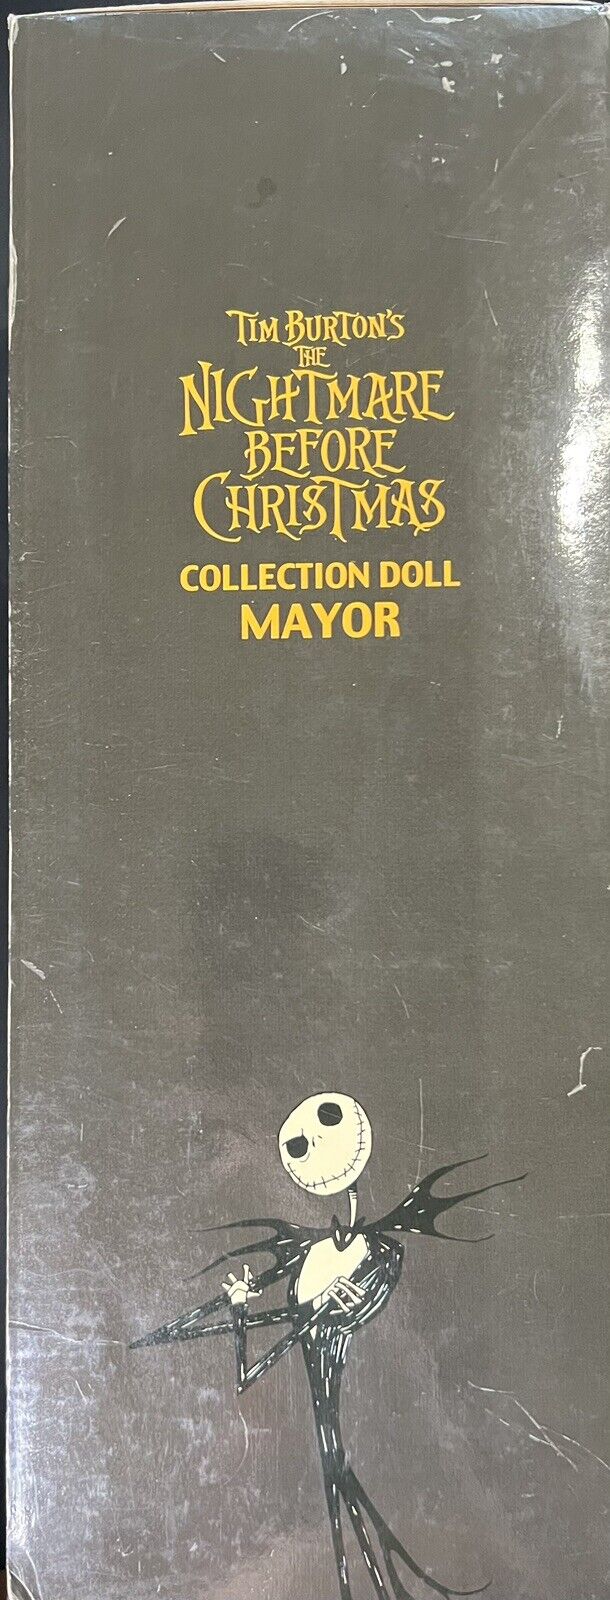 TIM BURTON'S
THE
NIGHTMARE
BEFORE
CHRISTMAS
COLLECTION DOLL
MAYOR